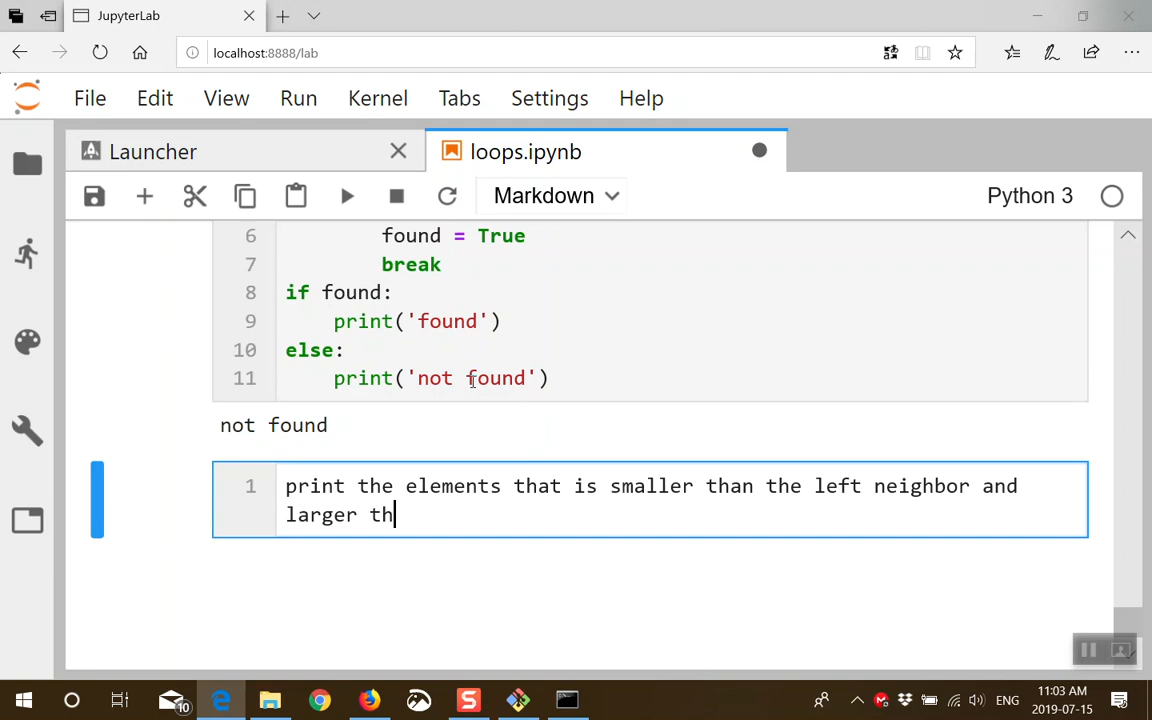 JupyterLab
localhost:8888/lab
File Edit View Run Kernel Tabs Settings Help
Launcher loops.ipynb
Markdown Python 3
6 found = True
7 break
8 if found:
9 print('found')
10 else:
11 print('not found')
not found
1 print the elements that is smaller than the left neighbor and
larger th
10 ENG 11:03 AM
2019-07-15